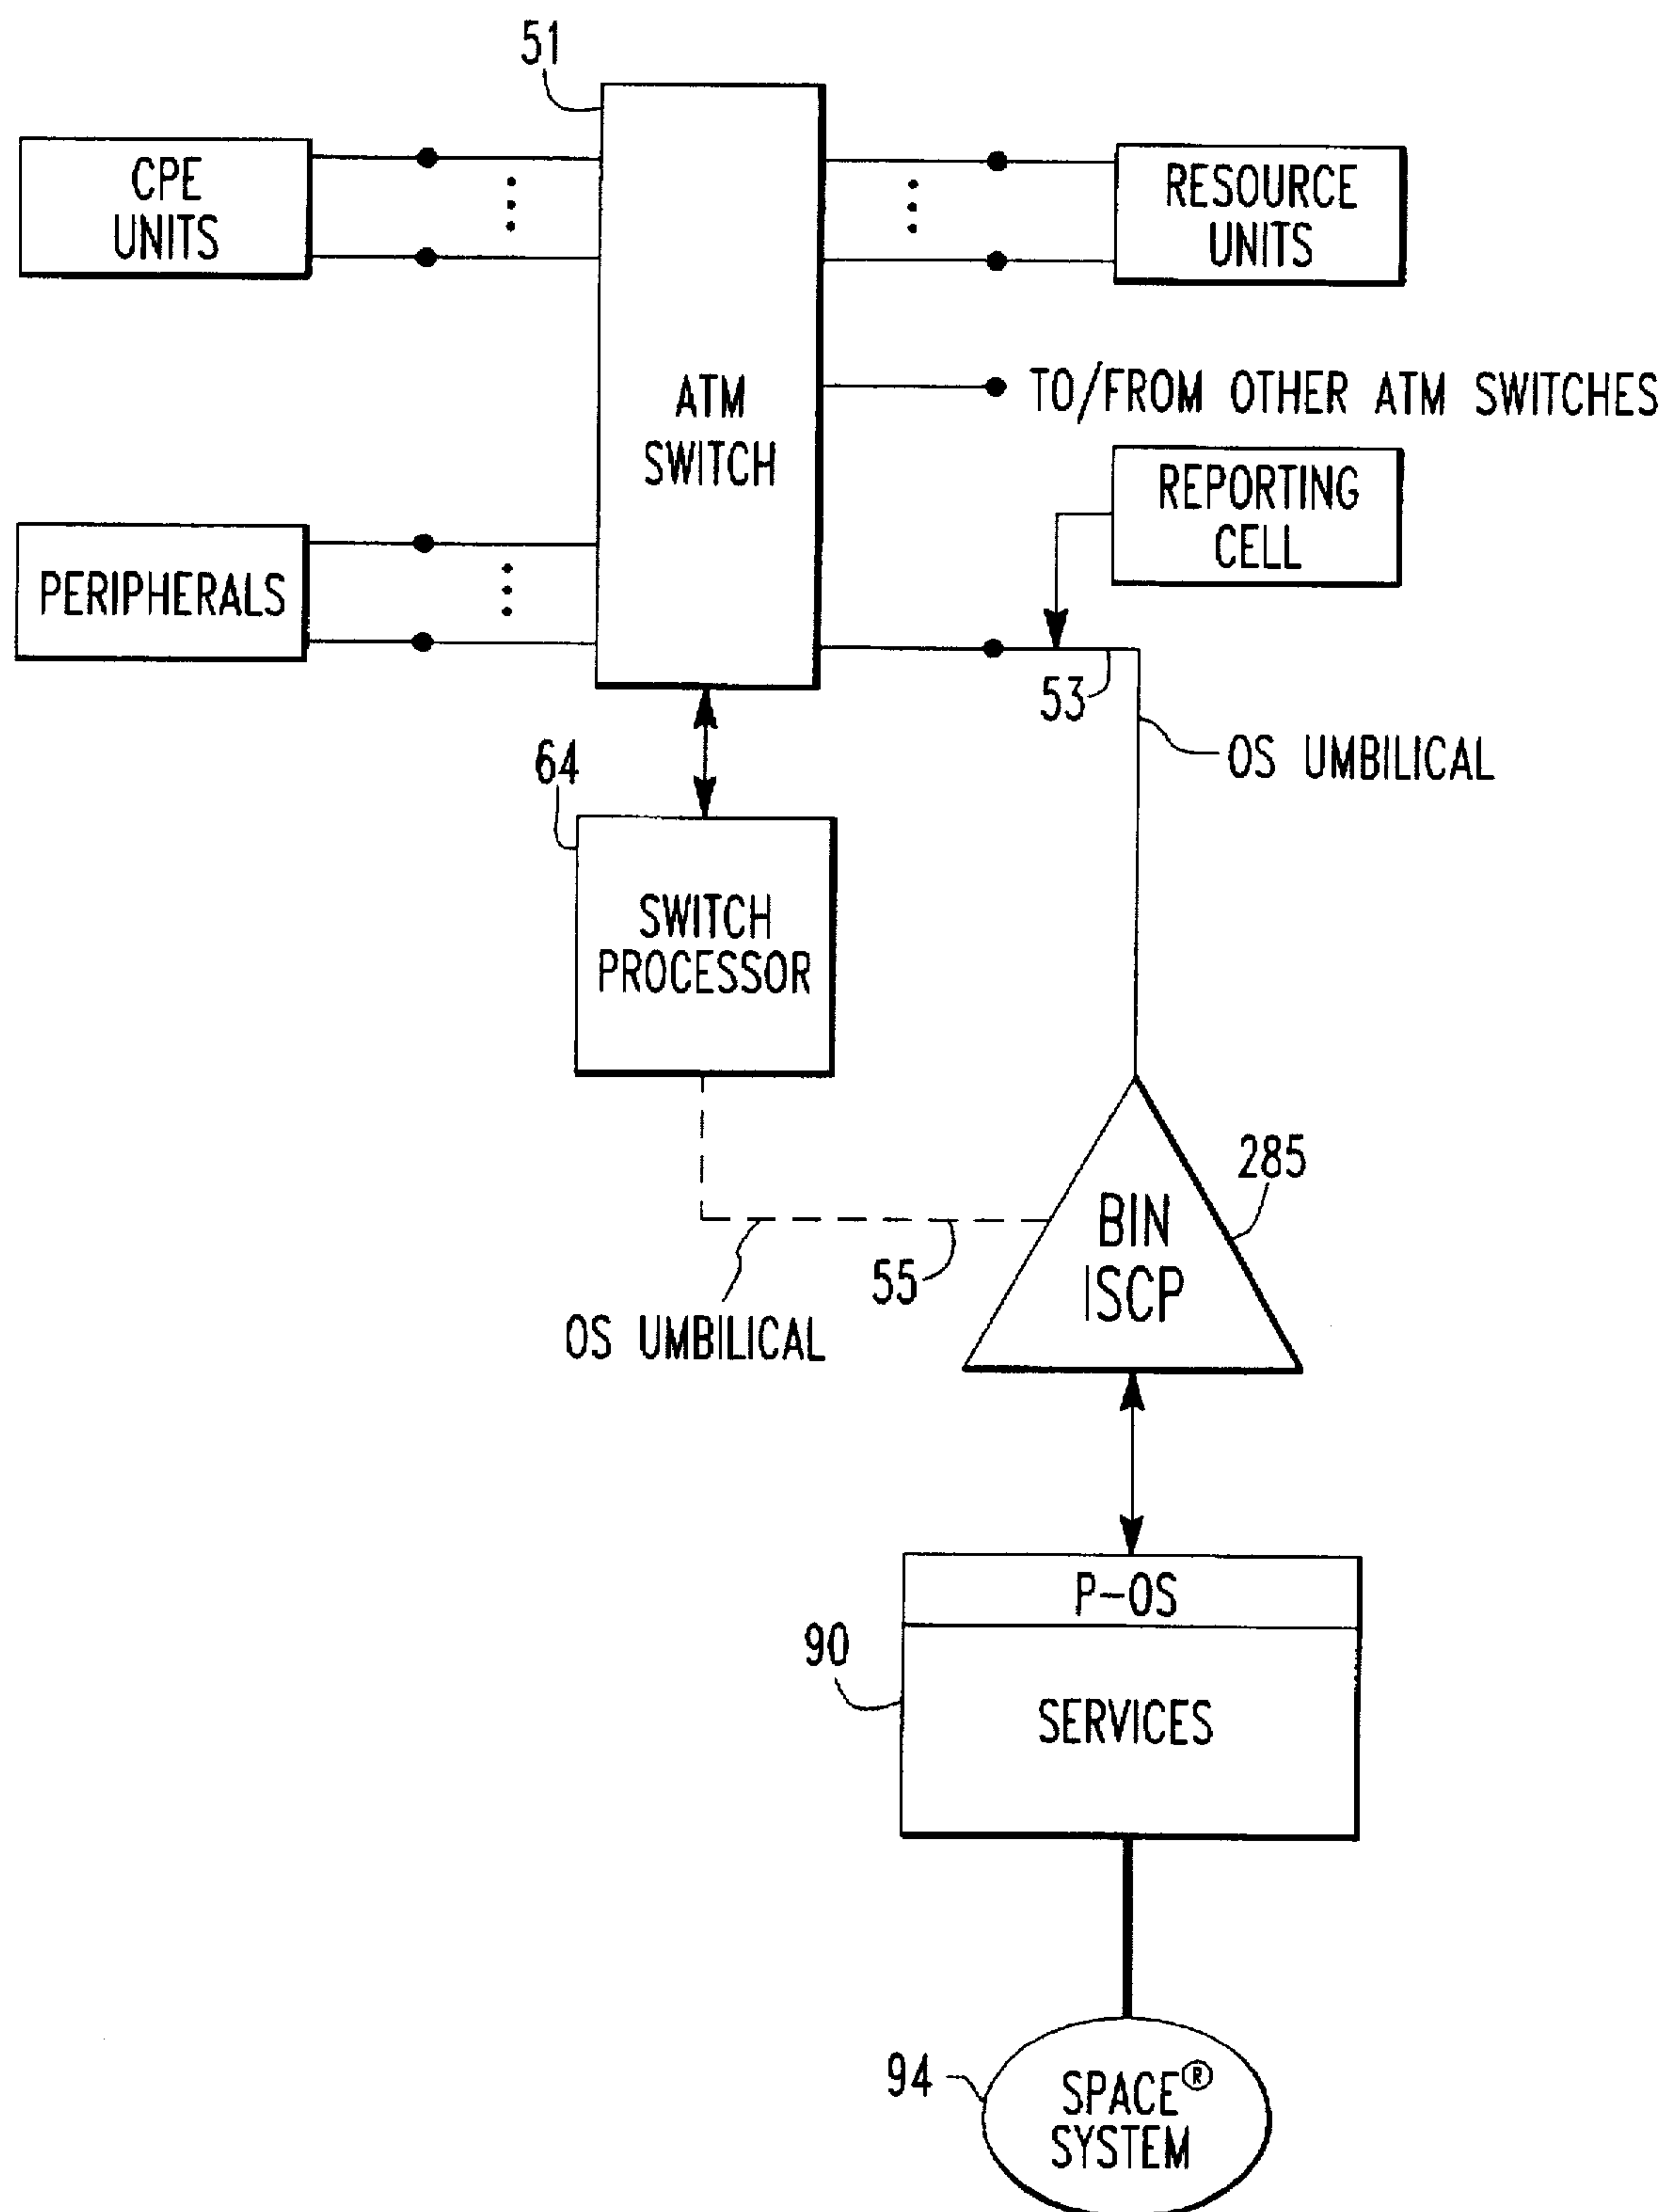 51
CPE
UNITS
RESOURCE
UNITS
ATM
SWITCH
TO/FROM OTHER ATM SWITCHES
REPORTING
CELL
PERIPHERALS
53
OS UMBILICAL
64
SWITCH
PROCESSOR
285
BIN
ISCP
55
OS UMBILICAL
P-OS
90
SERVICES
94
SPACE®
SYSTEM